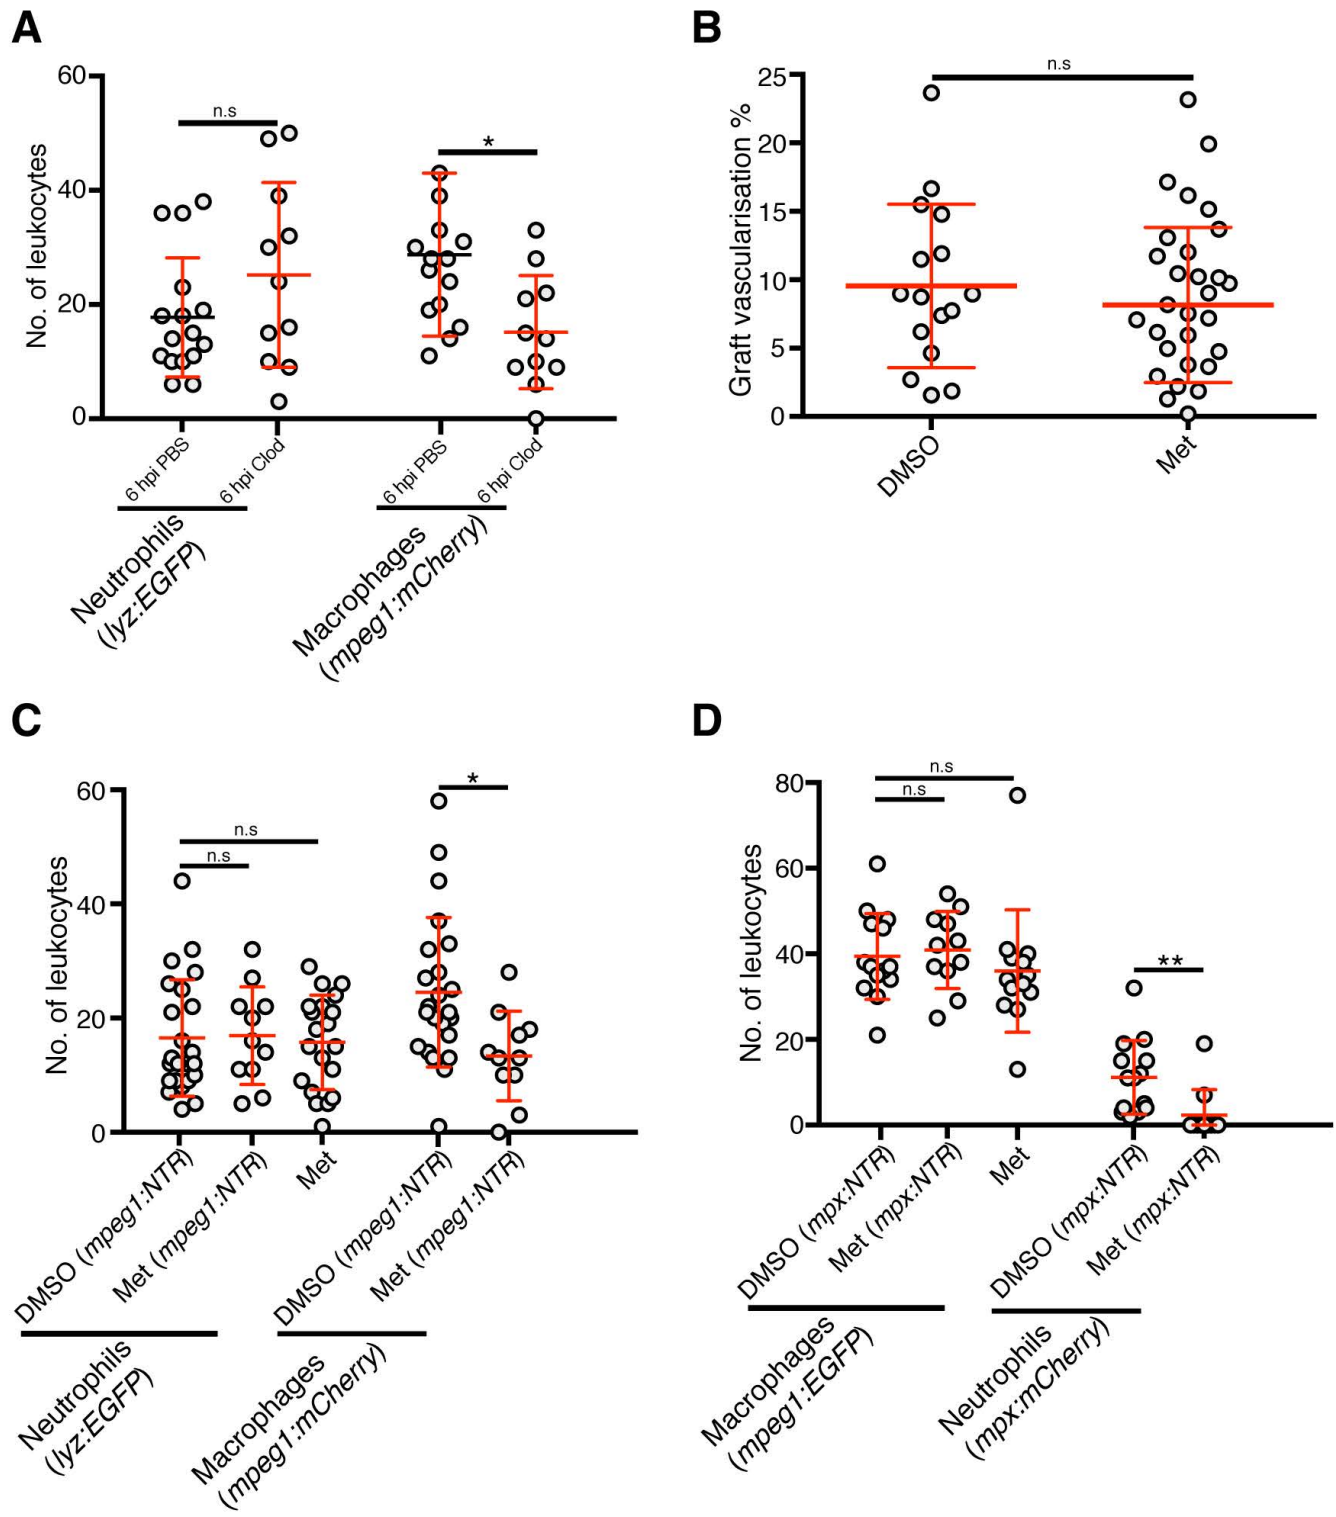 A
No. of leukocytes
60
40
20
0
n.s
*
6 hpi PBS
6 hpi Clod
6 hpi PBS
6 hpi Clod
Neutrophils
(lyz:EGFP)
Macrophages
(mpeg1:mCherry)
B
Graft vascularisation %
25
20
15
10
5
0
n.s
DMSO
Met
C
No. of leukocytes
60
40
20
0
n.s
n.s
*
DMSO (mpeg1:NTR)
Met (mpeg1:NTR)
Met
DMSO (mpeg1:NTR)
Met (mpeg1:NTR)
Neutrophils
(lyz:EGFP)
Macrophages
(mpeg1:mCherry)
D
No. of leukocytes
80
60
40
20
0
n.s
n.s
**
DMSO (mpx:NTR)
Met (mpx:NTR)
Met
DMSO (mpx:NTR)
Met (mpx:NTR)
Macrophages
(mpeg1:EGFP)
Neutrophils
(mpx:mCherry)